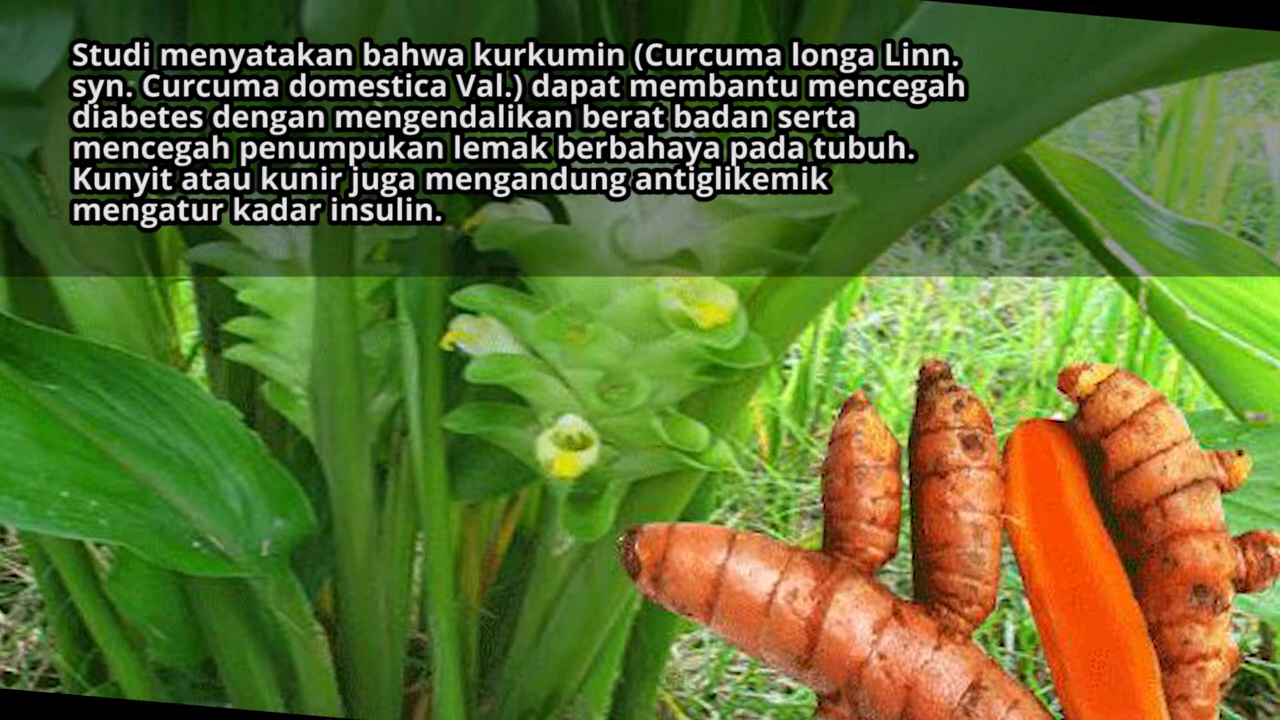 Studi menyatakan bahwa kurkumin (Curcuma longa Linn.
syn. Curcuma domestica Val.) dapat membantu mencegah
diabetes dengan mengendalikan berat badan serta
mencegah penumpukan lemak berbahaya pada tubuh.
Kunyit atau kunir juga mengandung antiglikemik
mengatur kadar insulin.